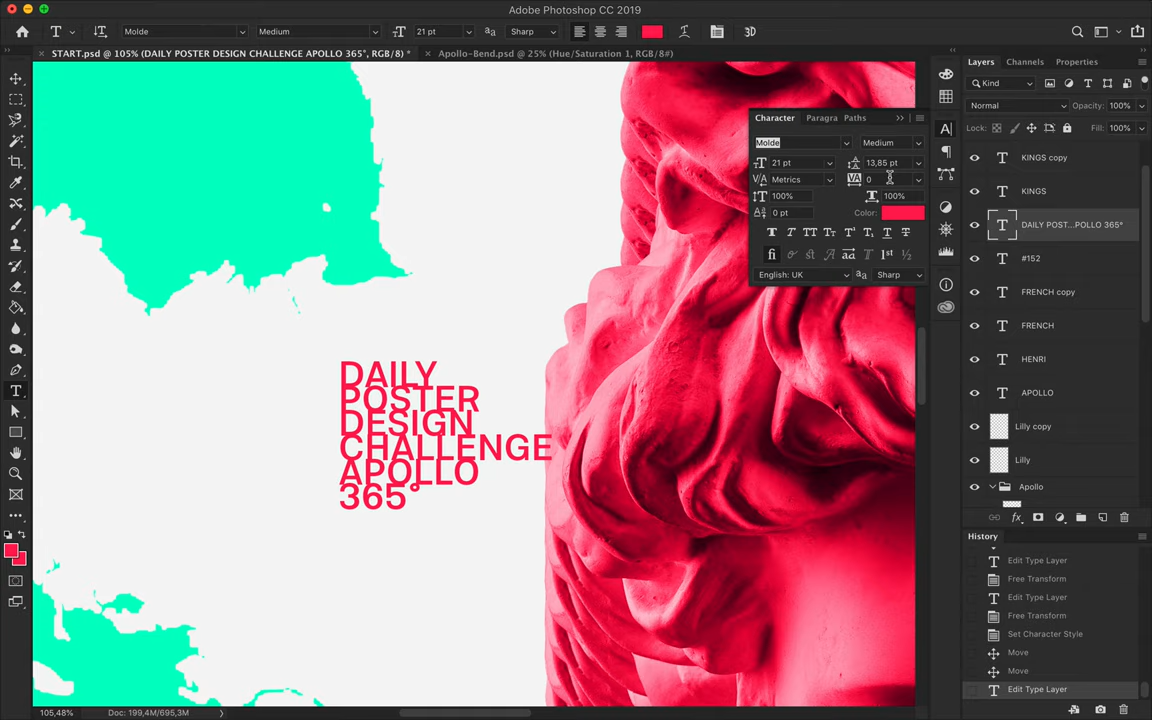 Adobe Photoshop CC 2019
Molde Medium 21 pt Sharp 3D
START.psd @ 105% (DAILY POSTER DESIGN CHALLENGE APOLLO 365°, RGB/8) *
Apollo-Bend.psd @ 25% (Hue/Saturation 1, RGB/8#)
Character Paragra Paths
Molde Medium
21 pt 13,85 pt
Metrics 0
100% 100%
0 pt Color:
English: UK Sharp
DAILY
POSTER
DESIGN
CHALLENGE
APOLLO
365°
Layers Channels Properties
Kind
Normal Opacity: 100%
Lock: Fill: 100%
KINGS copy
KINGS
DAILY POST...POLLO 365°
#152
FRENCH copy
FRENCH
HENRI
APOLLO
Lilly copy
Lilly
Apollo
History
Edit Type Layer
Free Transform
Edit Type Layer
Free Transform
Set Character Style
Move
Move
Edit Type Layer
105,48% Doc: 199,4M/695,3M